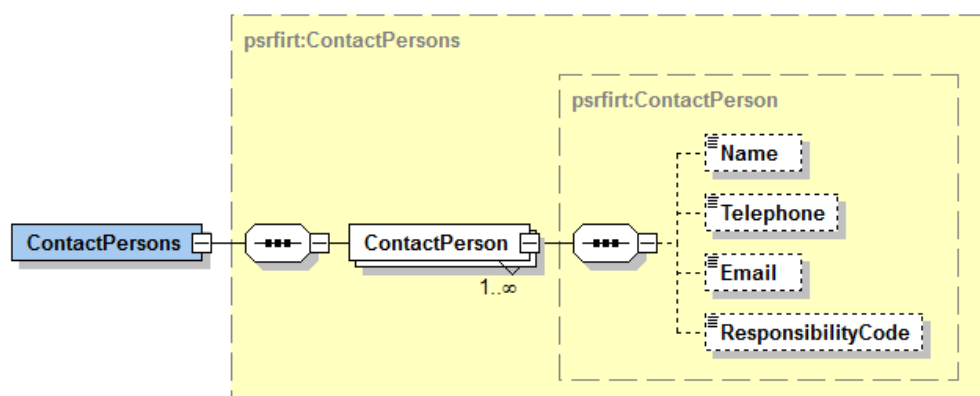 psrfirt:ContactPersons
psrfirt:ContactPerson
Name
Telephone
ContactPersons
ContactPerson
Email
1..∞
ResponsibilityCode